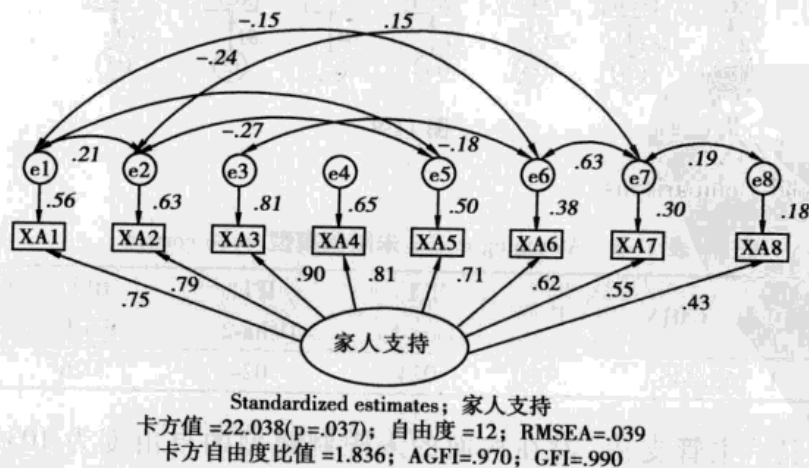 -.15
.15
-.24
-.27
-.18
.21
.63
.19
e1 e2 e3 e4 e5 e6 e7 e8
.56 .63 .81 .65 .50 .38 .30 .18
XA1 XA2 XA3 XA4 XA5 XA6 XA7 XA8
.75 .79 .90 .81 .71 .62 .55 .43
家人支持
Standardized estimates; 家人支持
卡方值=22.038(p=.037); 自由度=12; RMSEA=.039
卡方自由度比值=1.836; AGFI=.970; GFI=.990